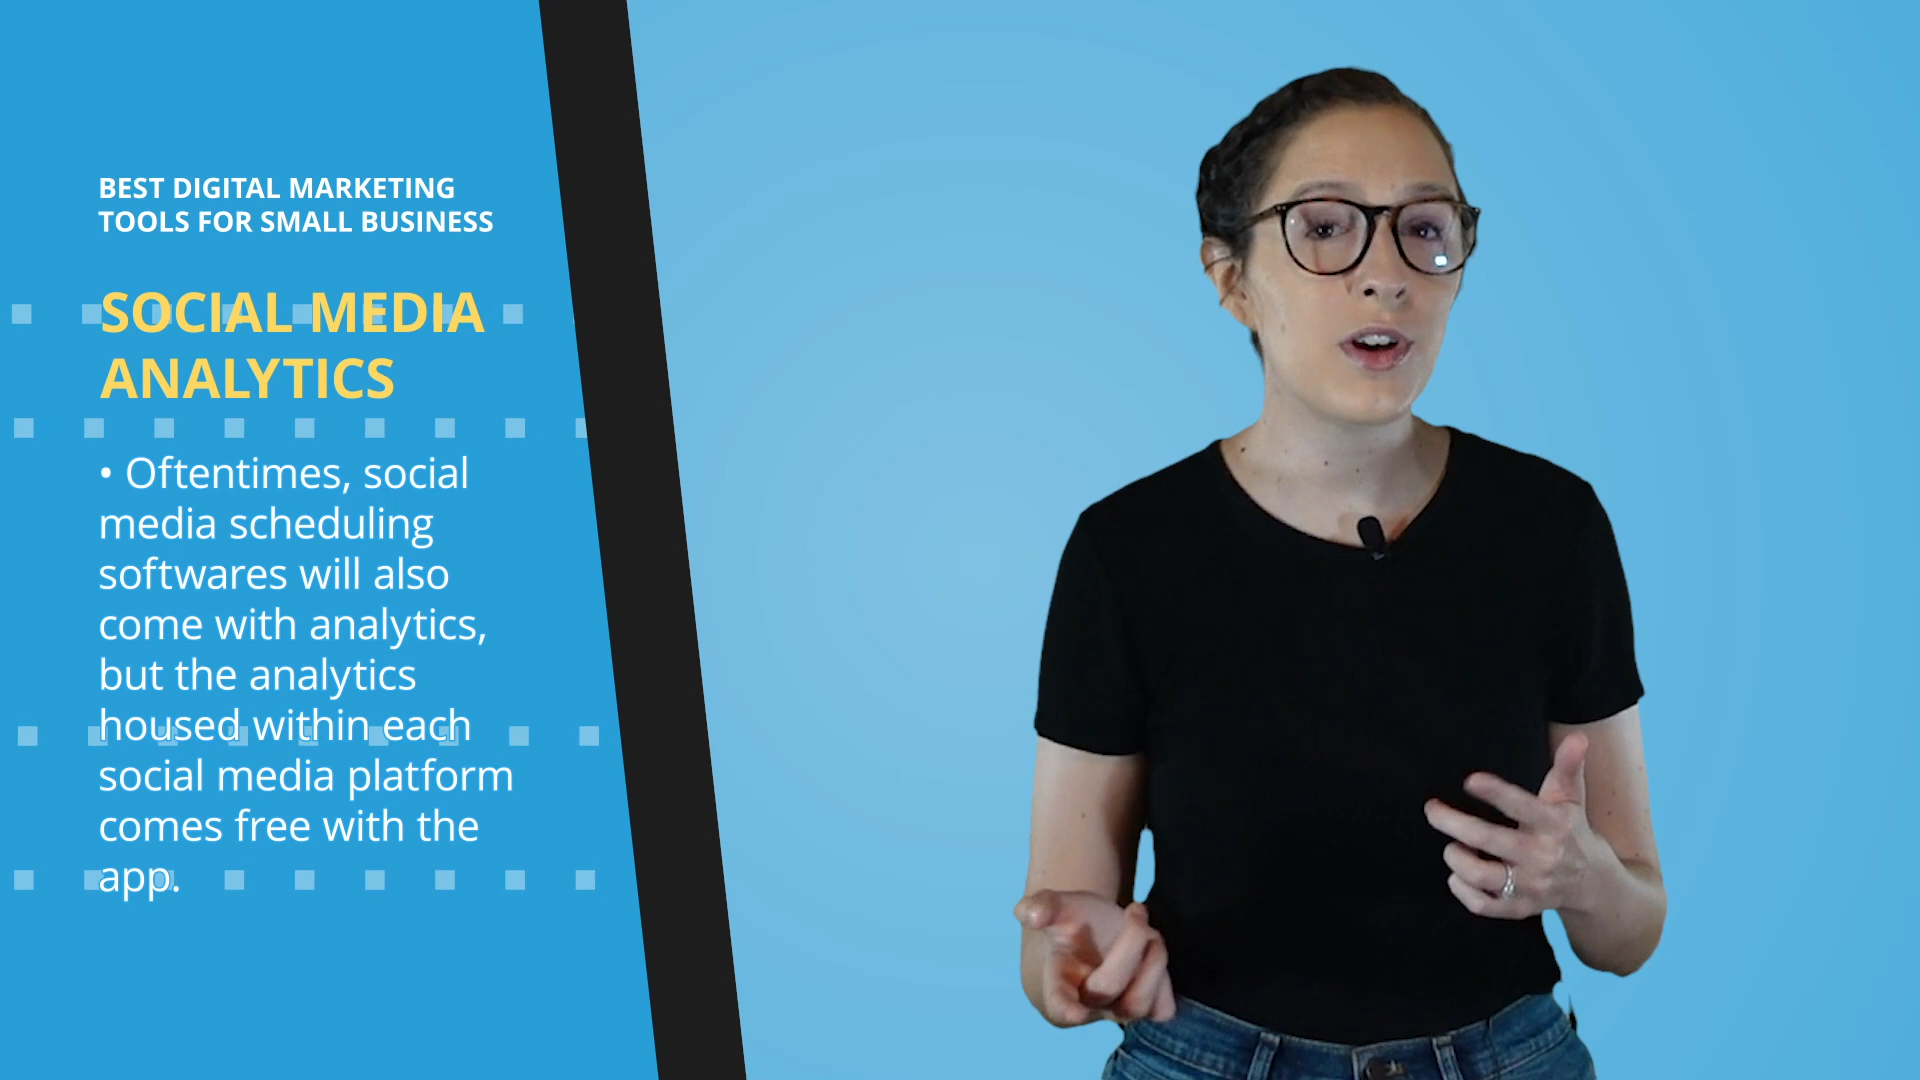 BEST DIGITAL MARKETING
TOOLS FOR SMALL BUSINESS
SOCIAL MEDIA
ANALYTICS
• Oftentimes, social
media scheduling
softwares will also
come with analytics,
but the analytics
housed within each
social media platform
comes free with the
app.